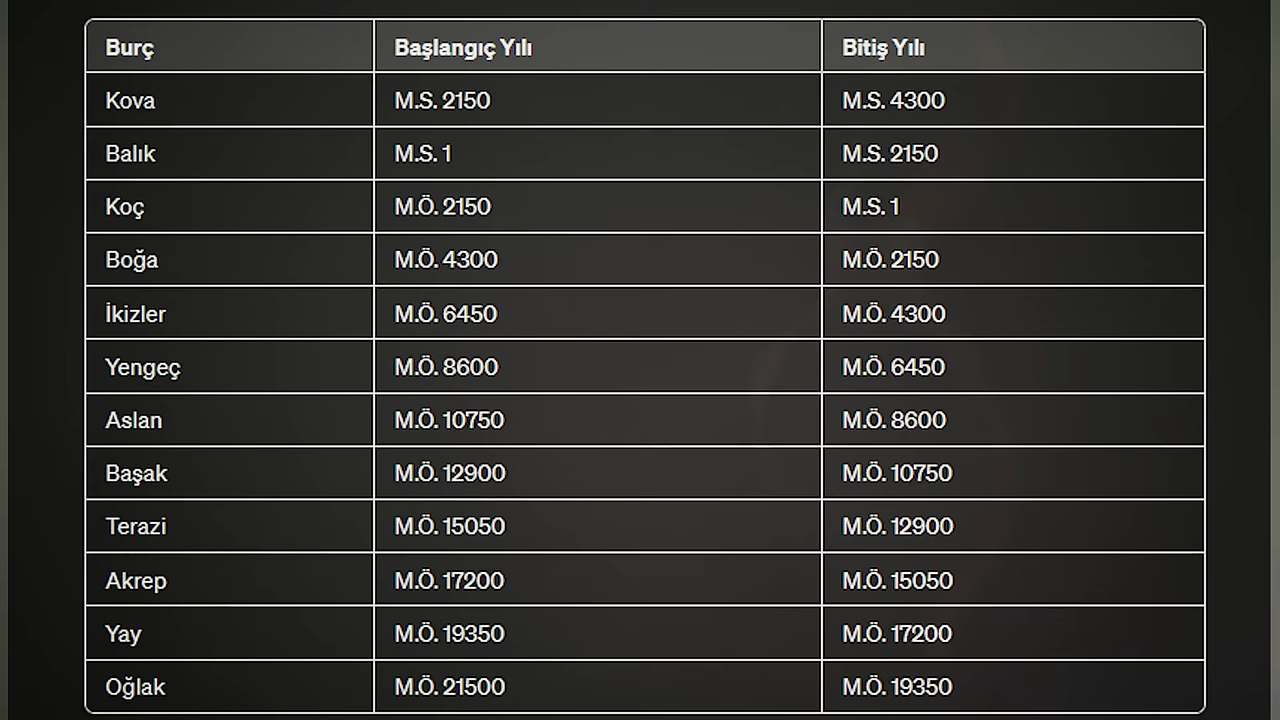 Burç Başlangıç Yılı Bitiş Yılı
Kova M.S. 2150 M.S. 4300
Balık M.S. 1 M.S. 2150
Koç M.Ö. 2150 M.S. 1
Boğa M.Ö. 4300 M.Ö. 2150
İkizler M.Ö. 6450 M.Ö. 4300
Yengeç M.Ö. 8600 M.Ö. 6450
Aslan M.Ö. 10750 M.Ö. 8600
Başak M.Ö. 12900 M.Ö. 10750
Terazi M.Ö. 15050 M.Ö. 12900
Akrep M.Ö. 17200 M.Ö. 15050
Yay M.Ö. 19350 M.Ö. 17200
Oğlak M.Ö. 21500 M.Ö. 19350